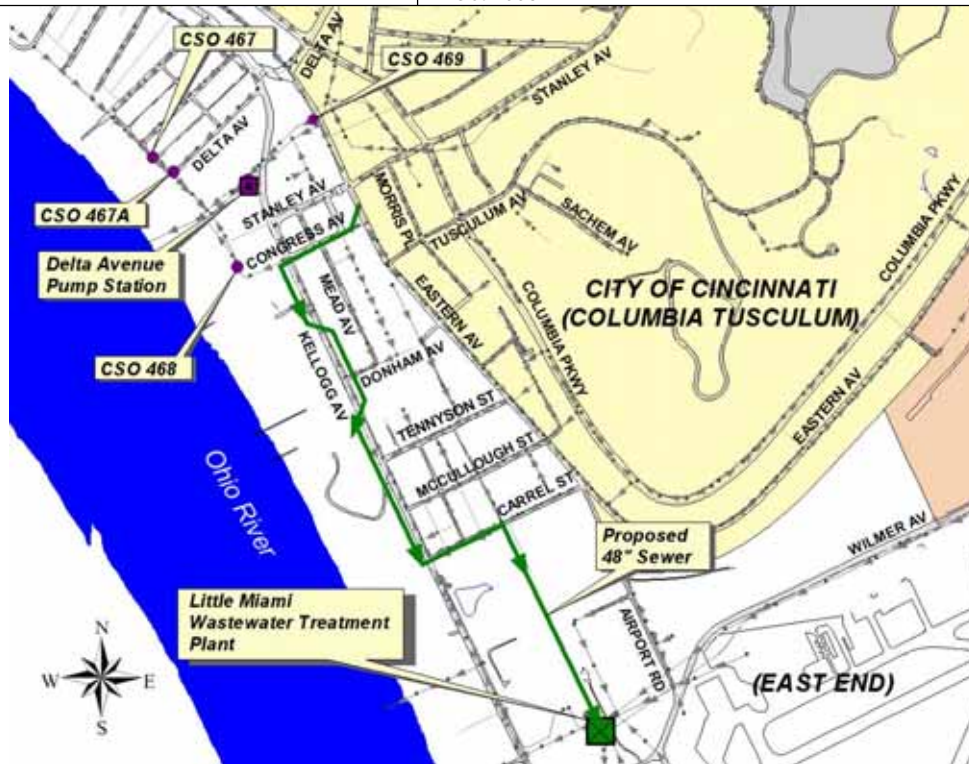 CSO 467
DELTA AV
CSO 469
STANLEY AV
DELTA AV
CSO 467A
STANLEY AV
MORRIS PL
TUSCULUM AV
SACHEM AV
COLUMBIA PKWY
CONGRESS AV
Delta Avenue
Pump Station
MEAD AV
EASTERN AV
COLUMBIA PKWY
CITY OF CINCINNATI
(COLUMBIA TUSCULUM)
CSO 468
KELLOGG AV
DONHAM AV
EASTERN AV
TENNYSON ST
MCCULLOUGH ST
Ohio River
CARREL ST
Proposed
48" Sewer
WILMER AV
Little Miami
Wastewater Treatment
Plant
AIRPORT RD
(EAST END)
N
W
E
S